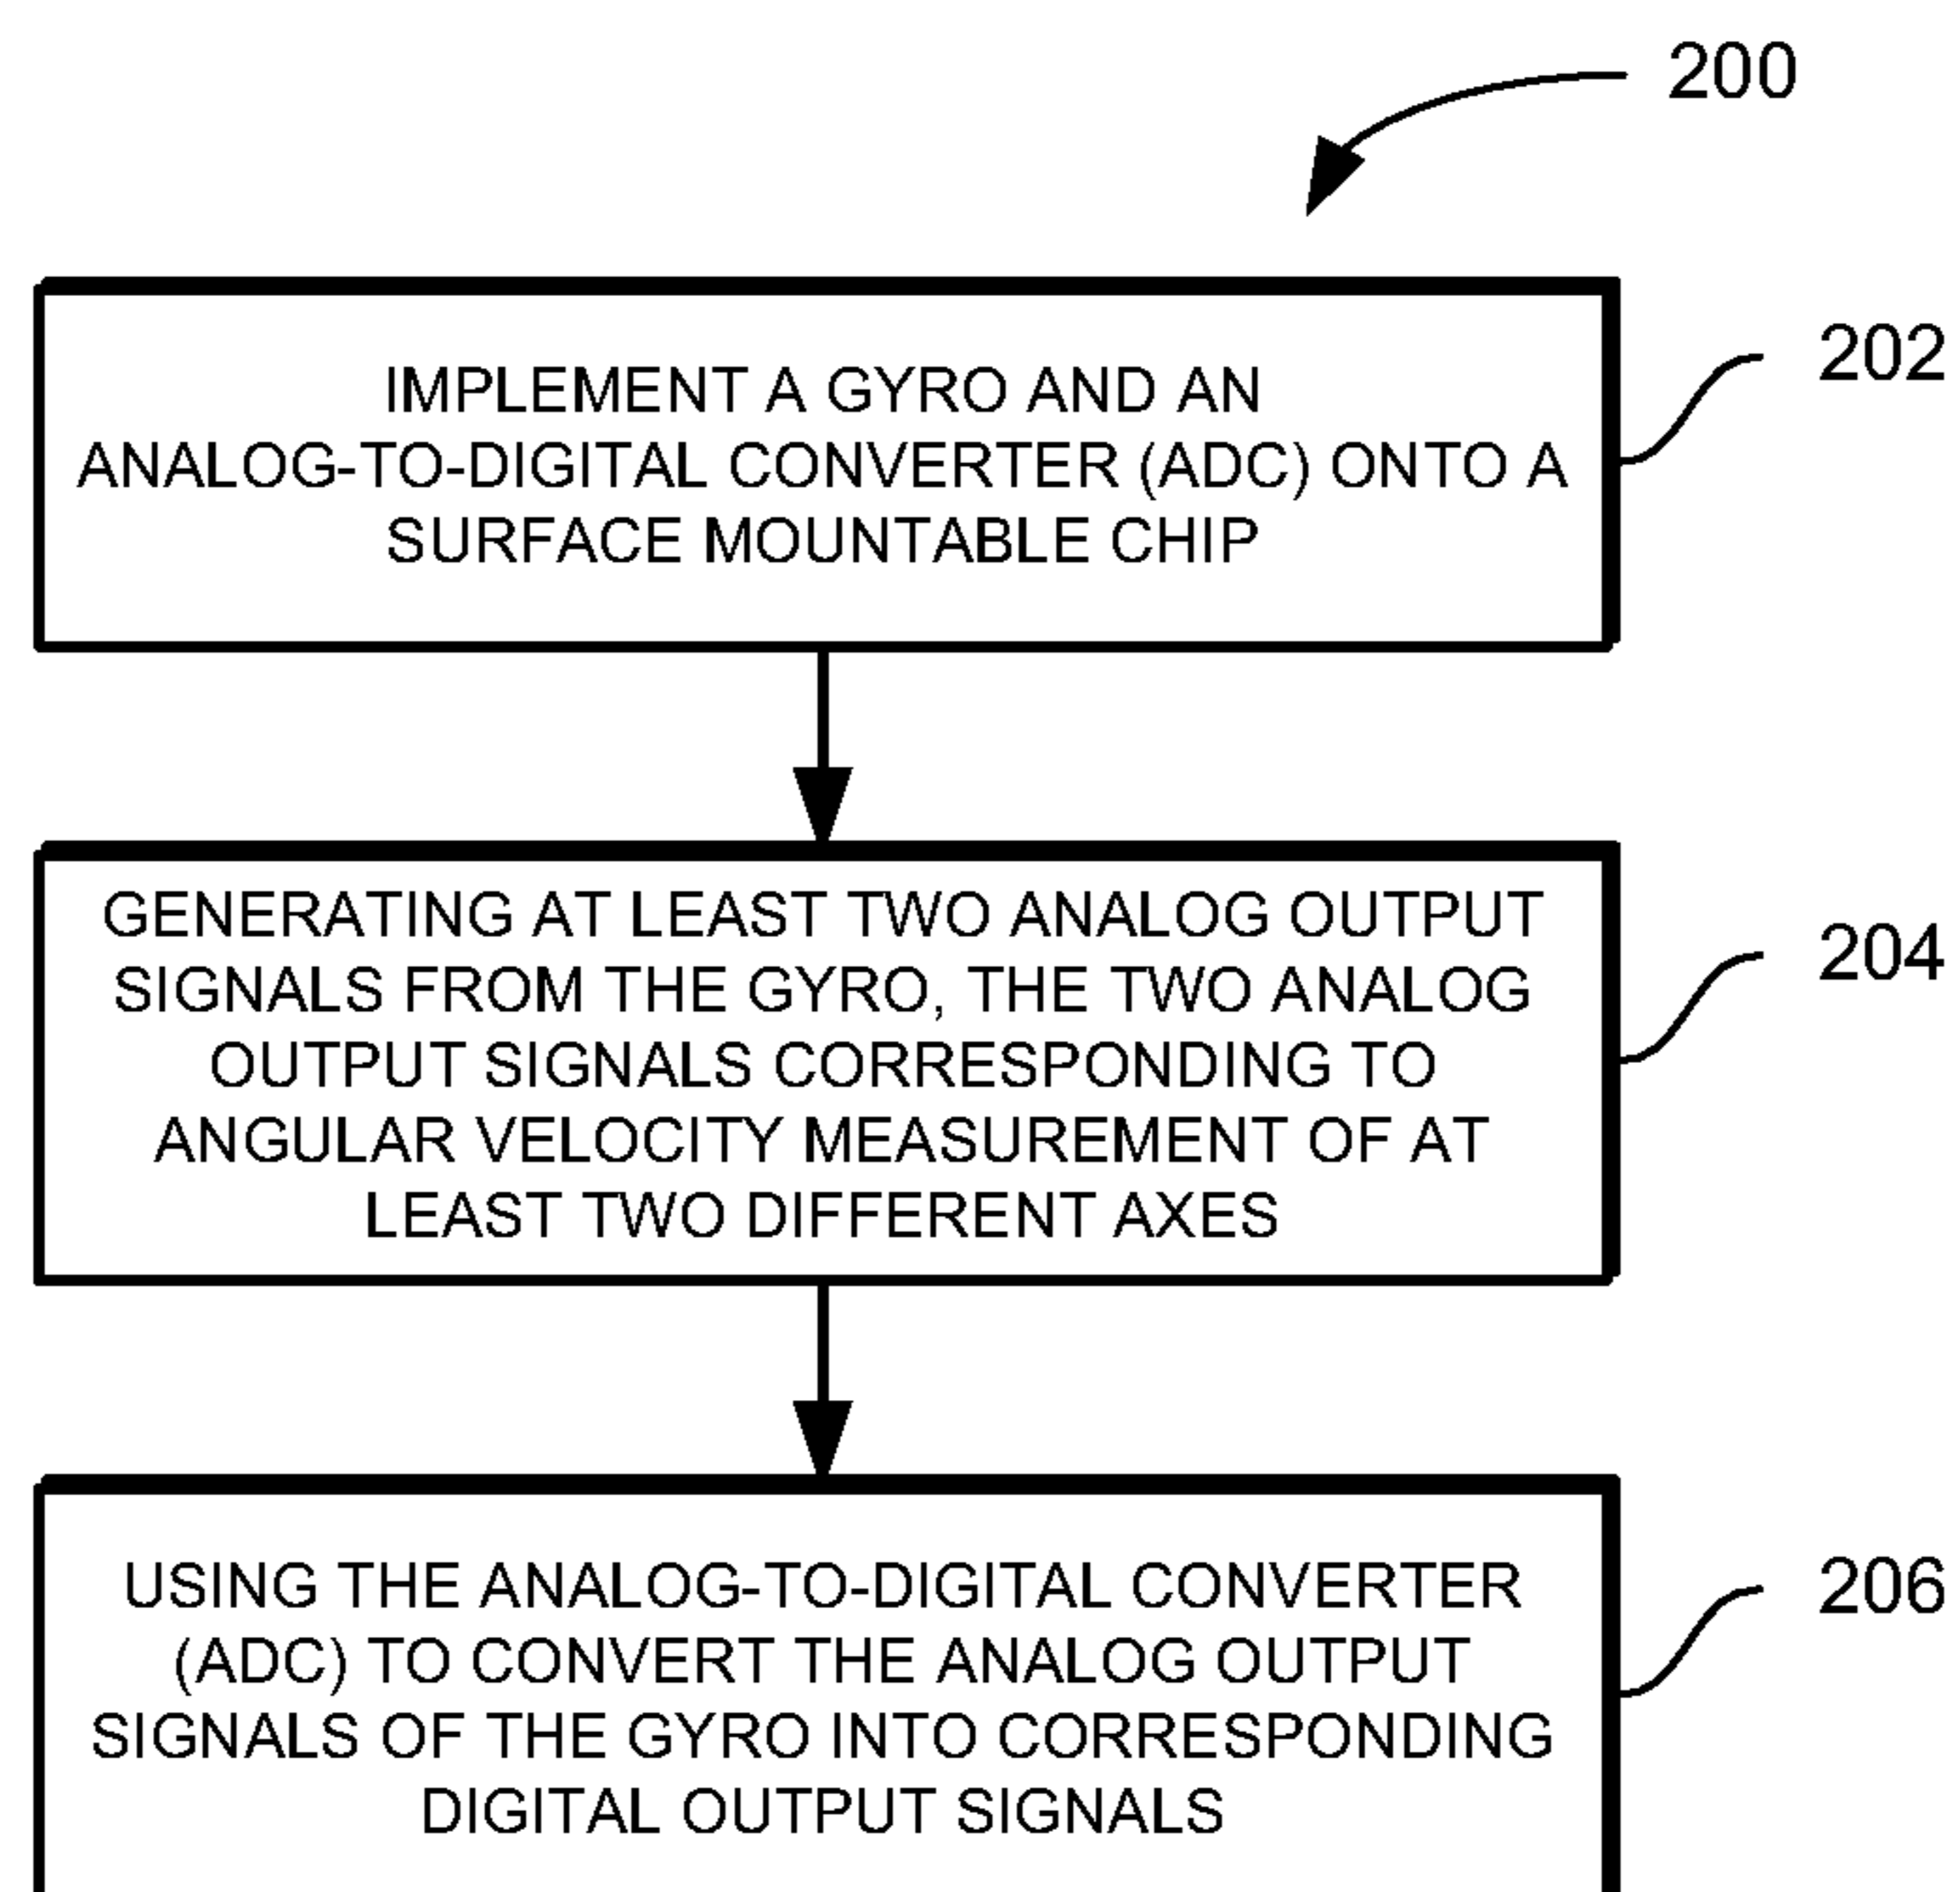 200
IMPLEMENT A GYRO AND AN
ANALOG-TO-DIGITAL CONVERTER (ADC) ONTO A
SURFACE MOUNTABLE CHIP
202
GENERATING AT LEAST TWO ANALOG OUTPUT
SIGNALS FROM THE GYRO, THE TWO ANALOG
OUTPUT SIGNALS CORRESPONDING TO
ANGULAR VELOCITY MEASUREMENT OF AT
LEAST TWO DIFFERENT AXES
204
USING THE ANALOG-TO-DIGITAL CONVERTER
(ADC) TO CONVERT THE ANALOG OUTPUT
SIGNALS OF THE GYRO INTO CORRESPONDING
DIGITAL OUTPUT SIGNALS
206